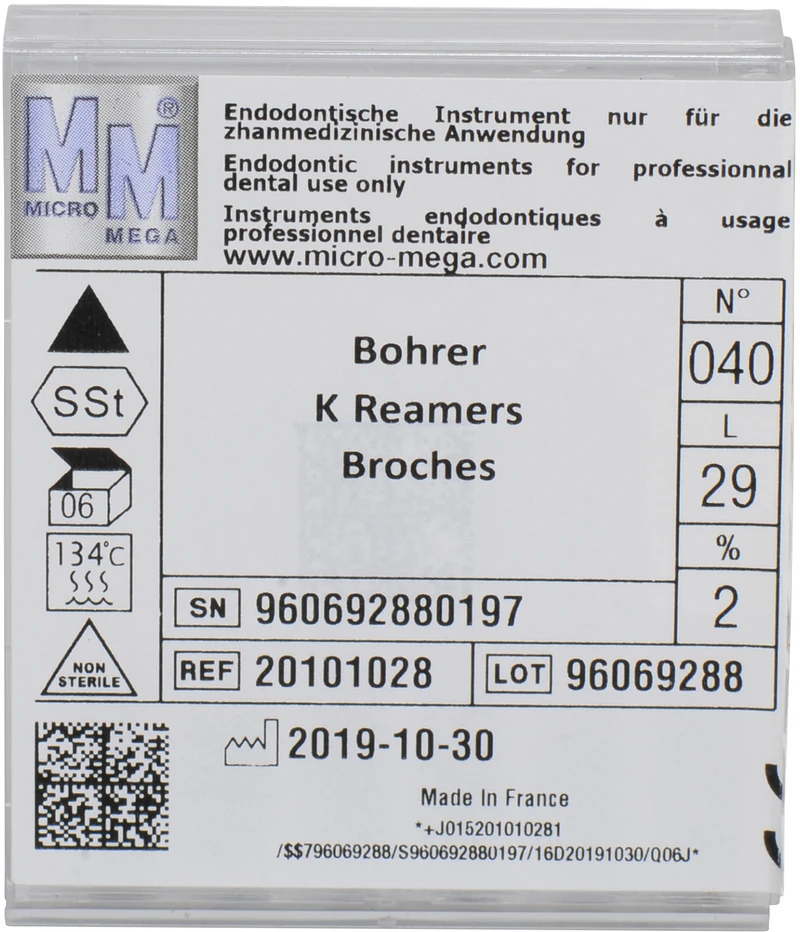 MM®
MICRO
MEGA
Endodontische Instrument nur für die
zhanmedizinische Anwendung
Endodontic instruments for professionnal
dental use only
Instruments endodontiques à usage
professionnel dentaire
www.micro-mega.com
SSt
06
134°C
NON
STERILE
Bohrer
K Reamers
Broches
N°
040
L
29
%
2
SN 960692880197
REF 20101028
LOT 96069288
2019-10-30
Made In France
*+J015201010281
/$$796069288/S960692880197/16D20191030/Q06J*